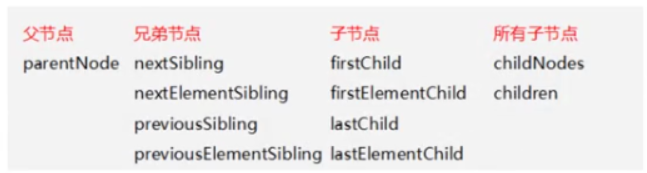 父节点 兄弟节点 子节点 所有子节点
parentNode nextSibling firstChild childNodes
nextElementSibling firstElementChild children
previousSibling lastChild
previousElementSibling lastElementChild